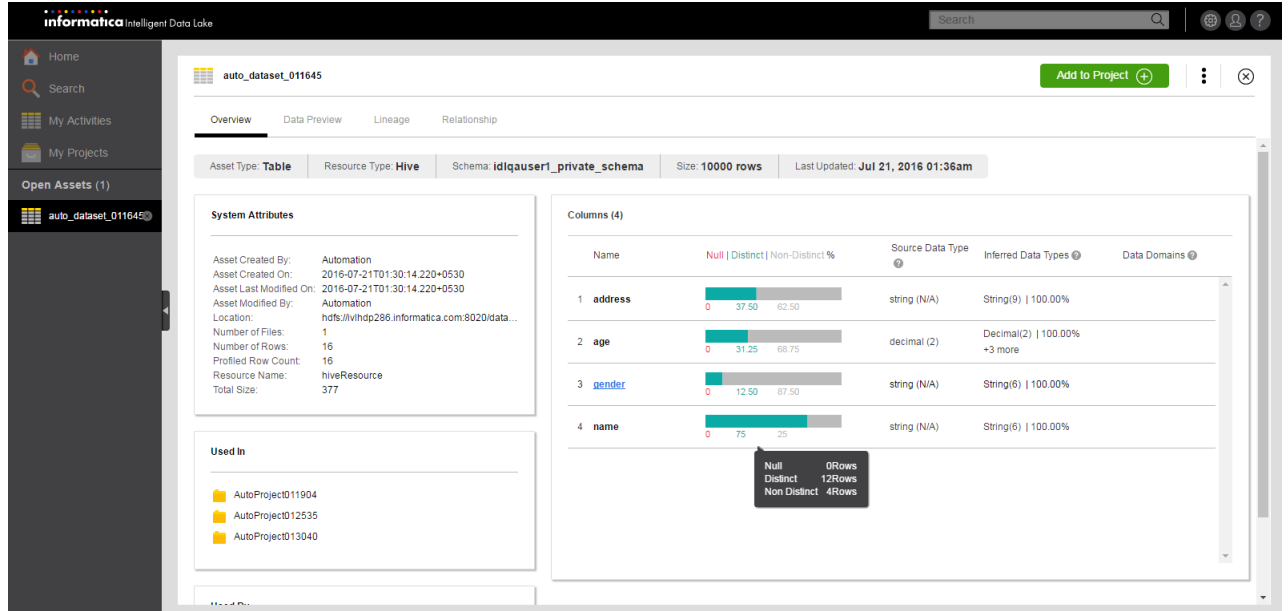 informatica Intelligent Data Lake
Search
Home
Search
My Activities
My Projects
Open Assets (1)
auto_dataset_011645
auto_dataset_011645
Add to Project
Overview Data Preview Lineage Relationship
Asset Type: Table Resource Type: Hive Schema: idlqauser1_private_schema Size: 10000 rows Last Updated: Jul 21, 2016 01:36am
System Attributes
Asset Created By: Automation
Asset Created On: 2016-07-21T01:30:14.220+0530
Asset Last Modified On: 2016-07-21T01:30:14.220+0530
Asset Modified By: Automation
Location: hdfs://ivlhdp286.informatica.com:8020/data...
Number of Files: 1
Number of Rows: 16
Profiled Row Count: 16
Resource Name: hiveResource
Total Size: 377
Used In
AutoProject011904
AutoProject012535
AutoProject013040
Columns (4)
Name Null | Distinct | Non-Distinct % Source Data Type ? Inferred Data Types ? Data Domains ?
1 address 0 37.50 62.50 string (N/A) String(9) | 100.00%
2 age 0 31.25 68.75 decimal (2) Decimal(2) | 100.00%
+3 more
3 gender 0 12.50 87.50 string (N/A) String(6) | 100.00%
4 name 0 75 25 string (N/A) String(6) | 100.00%
Null 0Rows
Distinct 12Rows
Non Distinct 4Rows